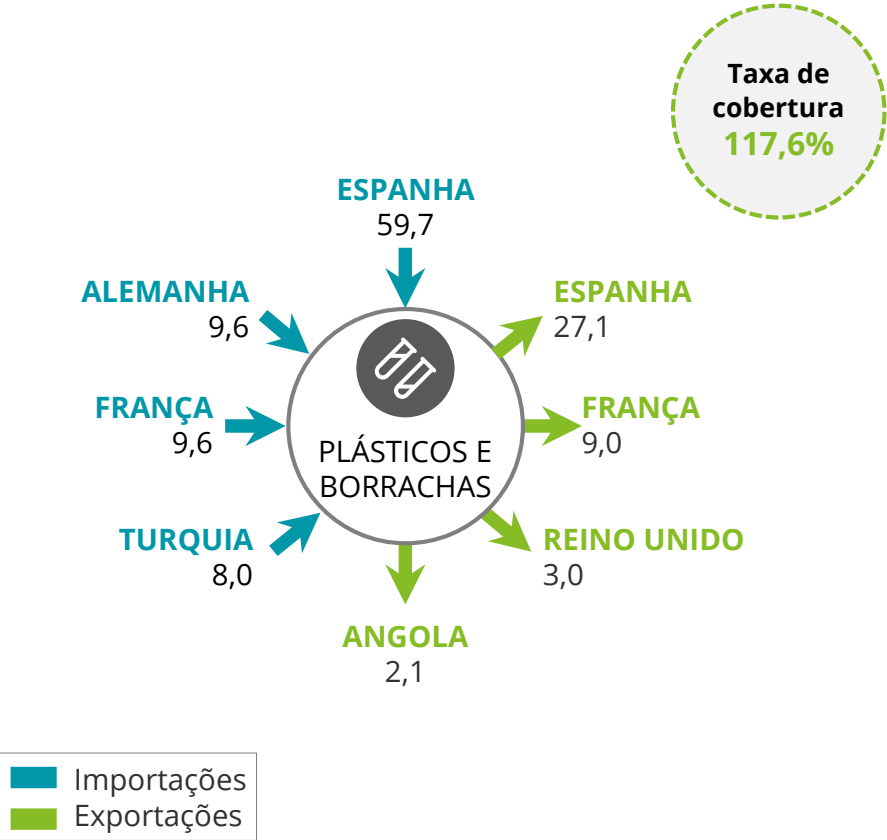 Taxa de
cobertura
117,6%
ESPANHA
59,7
ALEMANHA
9,6
ESPANHA
27,1
FRANÇA
9,6
FRANÇA
9,0
PLÁSTICOS E
BORRACHAS
TURQUIA
8,0
REINO UNIDO
3,0
ANGOLA
2,1
Importações
Exportações